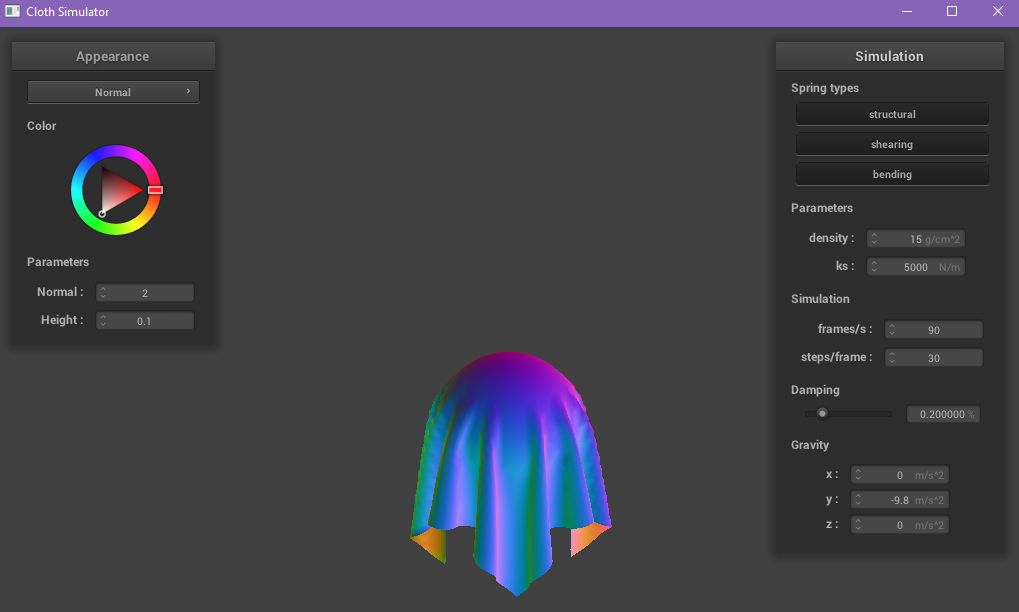 Cloth Simulator
Appearance
Normal
Color
Parameters
Normal : 2
Height : 0.1
Simulation
Spring types
structural
shearing
bending
Parameters
density : 15 g/cm^2
ks : 5000 N/m
Simulation
frames/s : 90
steps/frame : 30
Damping
0.200000 %
Gravity
x : 0 m/s^2
y : -9.8 m/s^2
z : 0 m/s^2